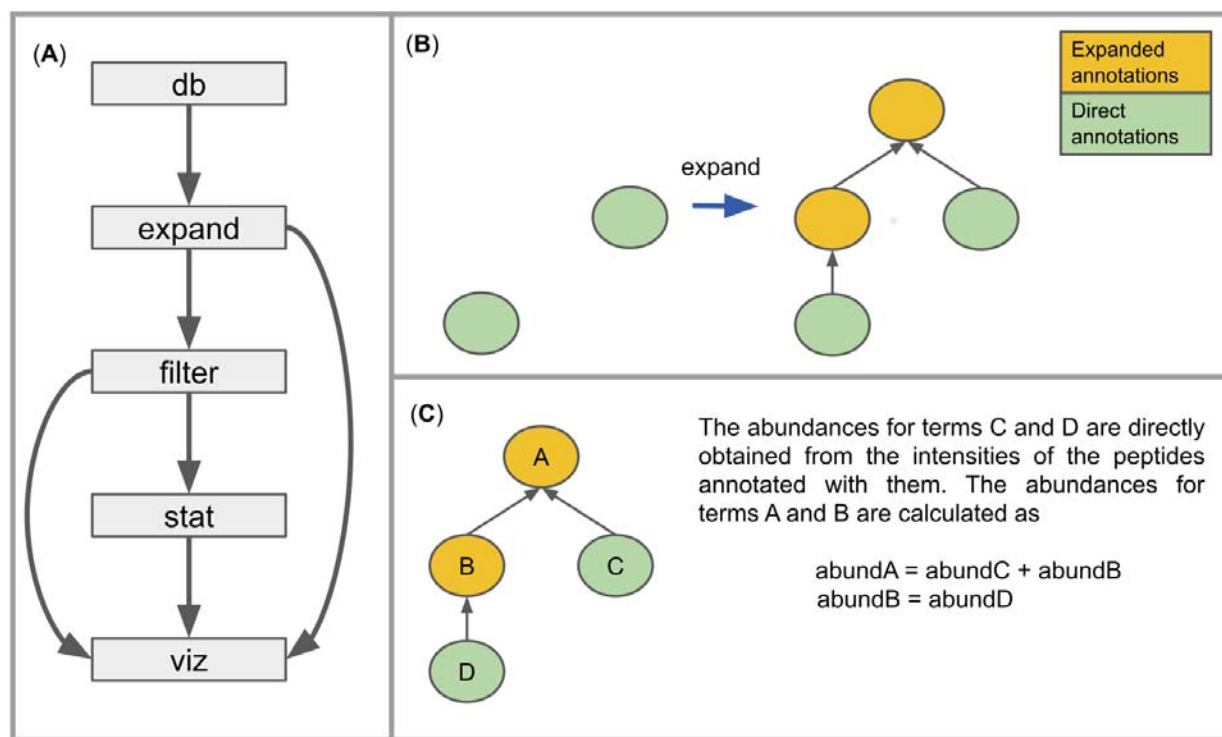 (A)
db
expand
filter
stat
viz
(B)
expand
Expanded
annotations
Direct
annotations
(C)
A
B
C
D
The abundances for terms C and D are directly
obtained from the intensities of the peptides
annotated with them. The abundances for
terms A and B are calculated as
abundA = abundC + abundB
abundB = abundD